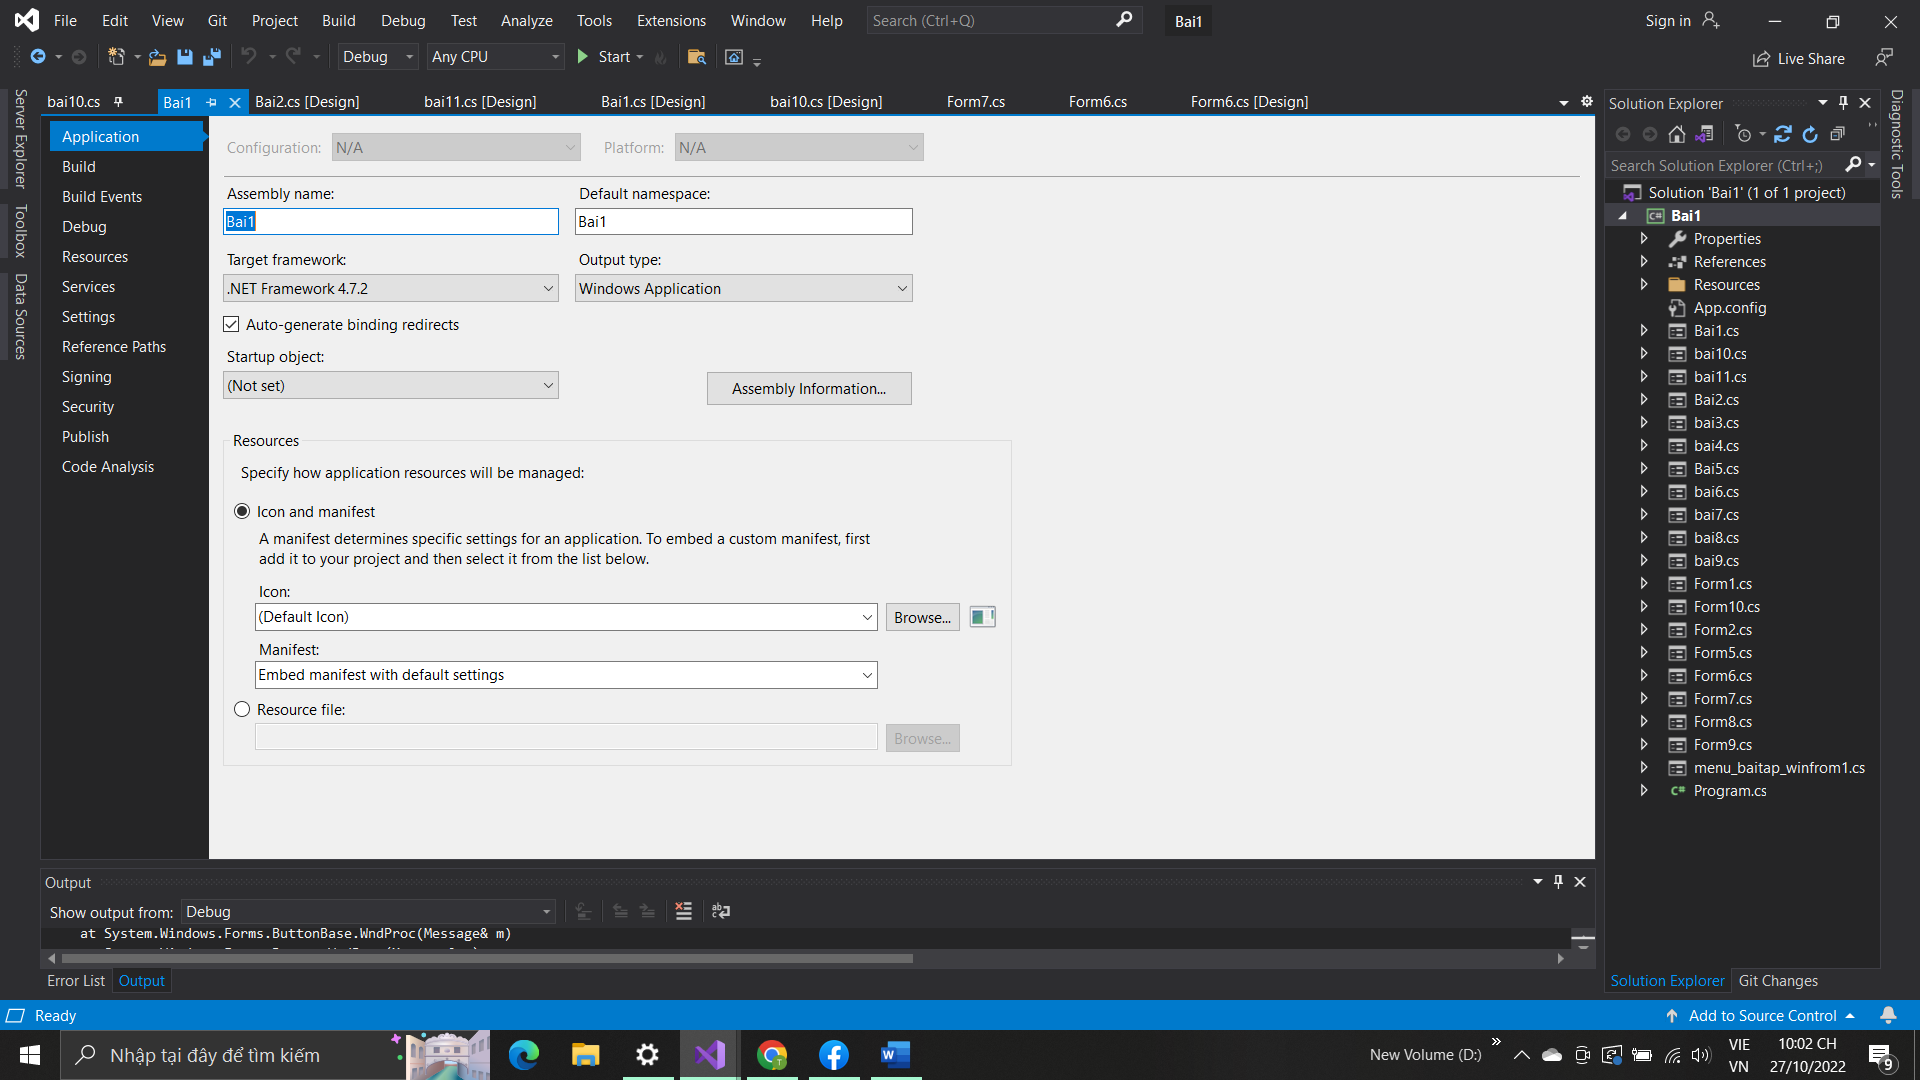 File Edit View Git Project Build Debug Test Analyze Tools Extensions Window Help Search (Ctrl+Q) Bai1 Sign in
Debug Any CPU Start Live Share
bai10.cs Bai1 Bai2.cs [Design] bai11.cs [Design] Bai1.cs [Design] bai10.cs [Design] Form7.cs Form6.cs Form6.cs [Design]
Server Explorer
Toolbox
Data Sources
Application
Build
Build Events
Debug
Resources
Services
Settings
Reference Paths
Signing
Security
Publish
Code Analysis
Configuration: N/A Platform: N/A
Assembly name: Default namespace:
Bai1 Bai1
Target framework: Output type:
.NET Framework 4.7.2 Windows Application
Auto-generate binding redirects
Startup object:
(Not set) Assembly Information...
Resources
Specify how application resources will be managed:
Icon and manifest
A manifest determines specific settings for an application. To embed a custom manifest, first
add it to your project and then select it from the list below.
Icon:
(Default Icon) Browse...
Manifest:
Embed manifest with default settings
Resource file:
Browse...
Solution Explorer
Search Solution Explorer (Ctrl+;)
Solution 'Bai1' (1 of 1 project)
Bai1
Properties
References
Resources
App.config
Bai1.cs
bai10.cs
bai11.cs
Bai2.cs
bai3.cs
bai4.cs
Bai5.cs
bai6.cs
bai7.cs
bai8.cs
bai9.cs
Form1.cs
Form10.cs
Form2.cs
Form5.cs
Form6.cs
Form7.cs
Form8.cs
Form9.cs
menu_baitap_winfrom1.cs
Program.cs
Solution Explorer Git Changes
Diagnostic Tools
Output
Show output from: Debug
at System.Windows.Forms.ButtonBase.WndProc(Message& m)
Error List Output
Ready Add to Source Control
Nhập tại đây để tìm kiếm New Volume (D:) VIE 10:02 CH
VN 27/10/2022 9